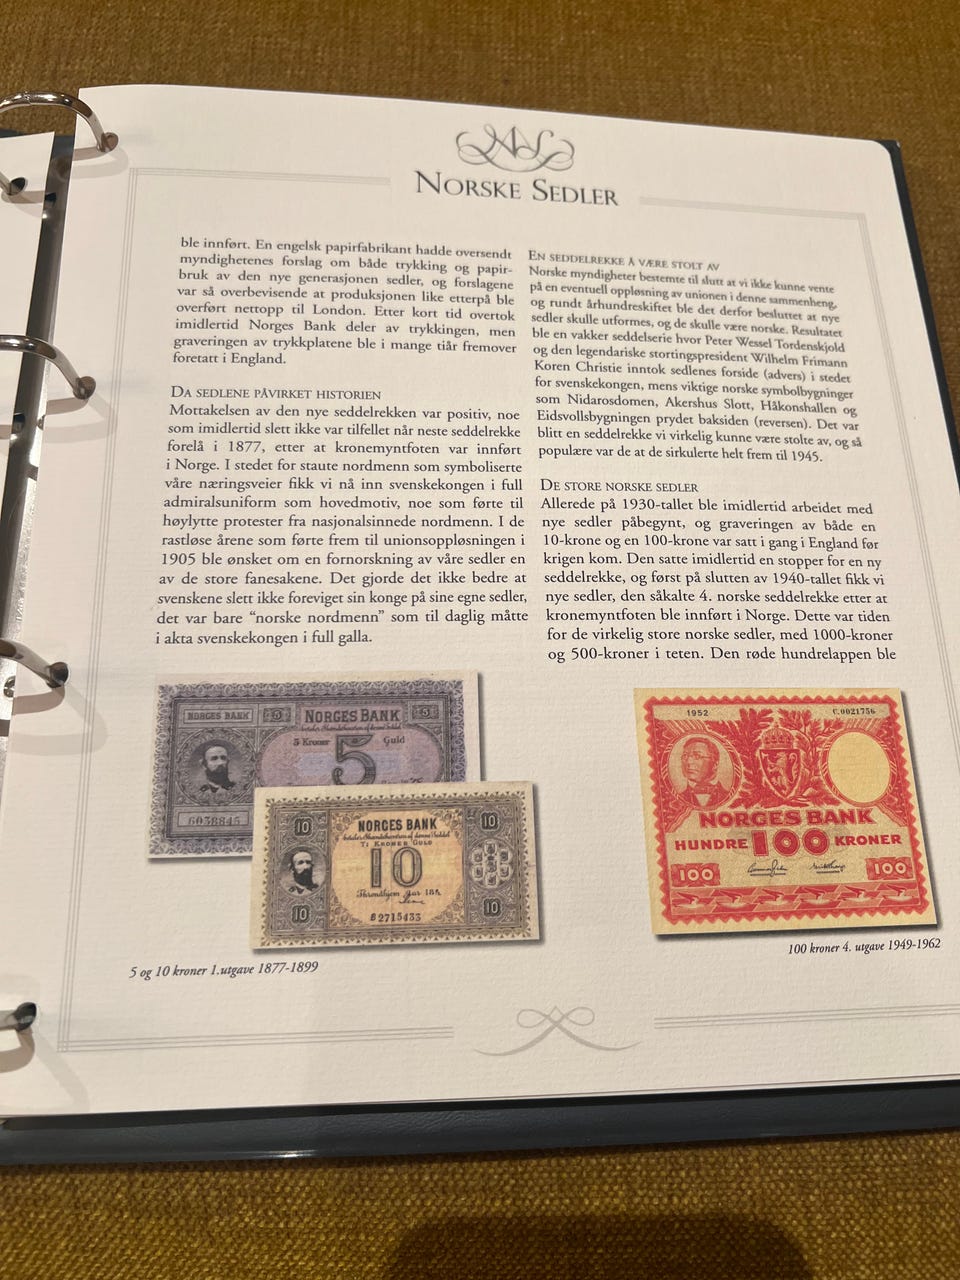 NORSKE SEDLER
ble innført. En engelsk papirfabrikant hadde oversendt
myndighetenes forslag om både trykking og papir-
bruk av den nye generasjonen sedler, og forslagene
var så overbevisende at produksjonen like etterpå ble
overført nettopp til London. Etter kort tid overtok
imidlertid Norges Bank deler av trykkingen, men
graveringen av trykkplatene ble i mange tiår fremover
foretatt i England.
DA SEDLENE PÅVIRKET HISTORIEN
Mottakelsen av den nye seddelrekken var positiv, noe
som imidlertid slett ikke var tilfellet når neste seddelrekke
forelå i 1877, etter at kronemyntfoten var innført
i Norge. I stedet for staute nordmenn som symboliserte
våre næringsveier fikk vi nå inn svenskekongen i full
admiralsuniform som hovedmotiv, noe som førte til
høylytte protester fra nasjonalsinnede nordmenn. I de
rastløse årene som førte frem til unionsoppløsningen i
1905 ble ønsket om en fornorskning av våre sedler en
av de store fanesakene. Det gjorde det ikke bedre at
svenskene slett ikke foreviget sin konge på sine egne sedler,
det var bare “norske nordmenn” som til daglig måtte
i akta svenskekongen i full galla.
EN SEDDELREKKE Å VÆRE STOLT AV
Norske myndigheter bestemte til slutt at vi ikke kunne vente
på en eventuell oppløsning av unionen i denne sammenheng,
og rundt århundreskiftet ble det derfor besluttet at nye
sedler skulle utformes, og de skulle være norske. Resultatet
ble en vakker seddelserie hvor Peter Wessel Tordenskjold
og den legendariske stortingspresident Wilhelm Frimann
Koren Christie inntok sedlenes forside (advers) i stedet
for svenskekongen, mens viktige norske symbolbygninger
som Nidarosdomen, Akershus Slott, Håkonshallen og
Eidsvollsbygningen prydet baksiden (reversen). Det var
blitt en seddelrekke vi virkelig kunne være stolte av, og så
populære var de at de sirkulerte helt frem til 1945.
DE STORE NORSKE SEDLER
Allerede på 1930-tallet ble imidlertid arbeidet med
nye sedler påbegynt, og graveringen av både en
10-krone og en 100-krone var satt i gang i England før
krigen kom. Den satte imidlertid en stopper for en ny
seddelrekke, og først på slutten av 1940-tallet fikk vi
nye sedler, den såkalte 4. norske seddelrekke etter at
kronemyntfoten ble innført i Norge. Dette var tiden
for de virkelig store norske sedler, med 1000-kroner
og 500-kroner i teten. Den røde hundrelappen ble
NORGES BANK 5 NORGES BANK 5
5 Kroner Guld
5
6038845
10 NORGES BANK 10
TI KRONER GULD
10
Throndhjem
10 B2715433 10
5 og 10 kroner 1.utgave 1877-1899
1952 C.0021756
NORGES BANK
HUNDRE 100 KRONER
100 100
100 kroner 4. utgave 1949-1962